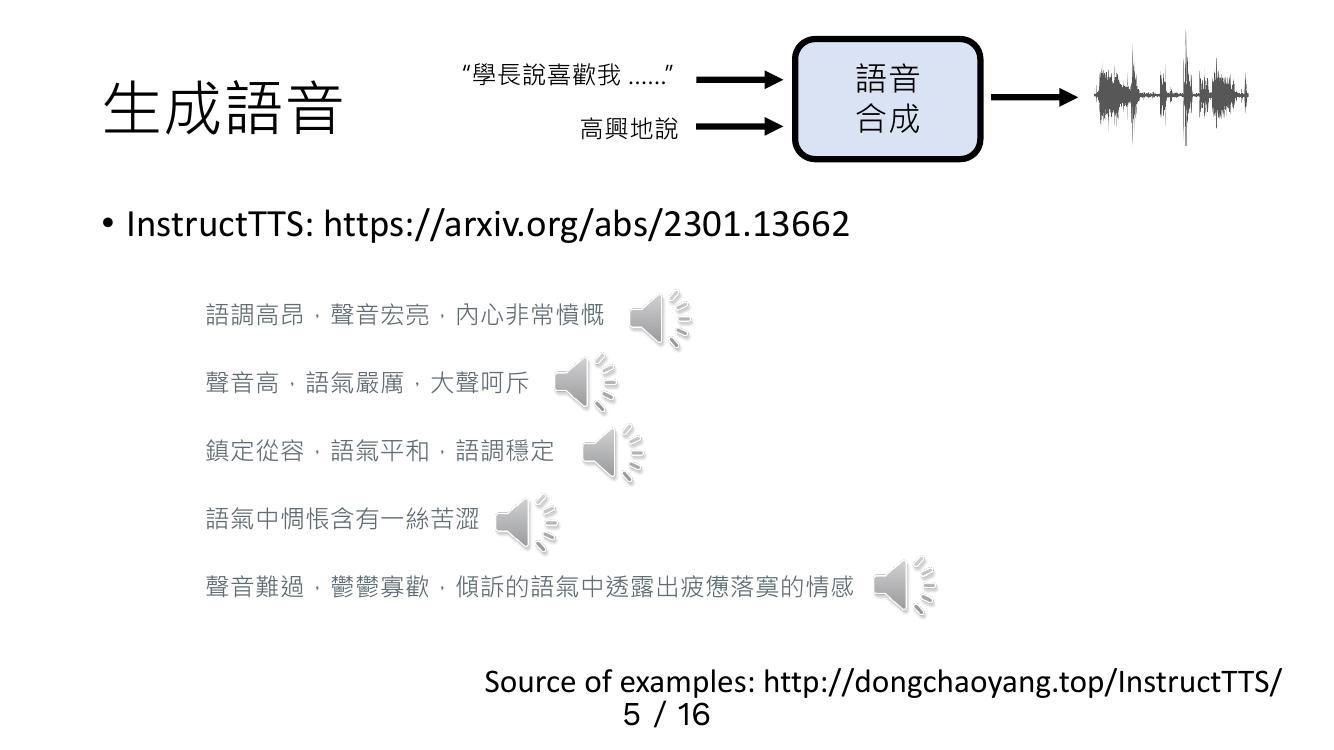 生成語音
“學長說喜歡我 ......”
高興地說
語音
合成
• InstructTTS: https://arxiv.org/abs/2301.13662
語調高昂，聲音宏亮，內心非常憤慨
聲音高，語氣嚴厲，大聲呵斥
鎮定從容，語氣平和，語調穩定
語氣中惆悵含有一絲苦澀
聲音難過，鬱鬱寡歡，傾訴的語氣中透露出疲憊落寞的情感
Source of examples: http://dongchaoyang.top/InstructTTS/
5 / 16